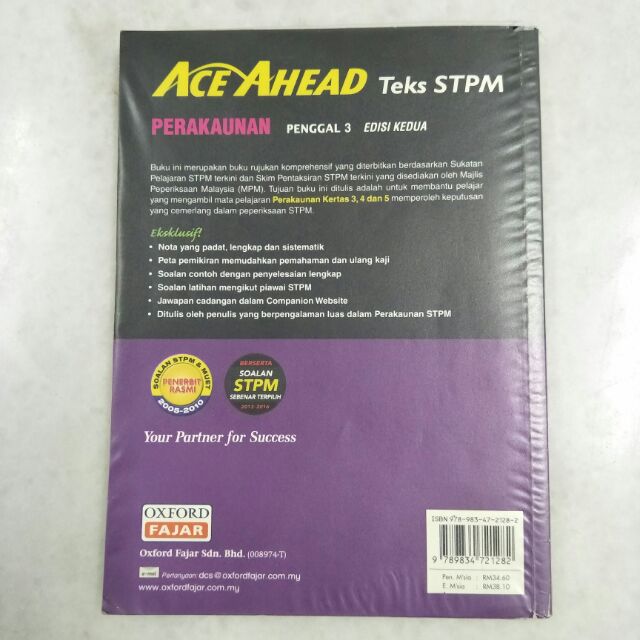 ACE AHEAD Teks STPM
PERAKAUNAN PENGGAL 3 EDISI KEDUA
Buku ini merupakan buku rujukan komprehensif yang diterbitkan berdasarkan Sukatan
Pelajaran STPM terkini dan Skim Pentaksiran STPM terkini yang disediakan oleh Majlis
Peperiksaan Malaysia (MPM). Tujuan buku ini ditulis adalah untuk membantu pelajar
yang mengambil mata pelajaran Perakaunan Kertas 3, 4 dan 5 memperoleh keputusan
yang cemerlang dalam peperiksaan STPM.
Eksklusif!
• Nota yang padat, lengkap dan sistematik
• Peta pemikiran memudahkan pemahaman dan ulang kaji
• Soalan contoh dengan penyelesaian lengkap
• Soalan latihan mengikut piawai STPM
• Jawapan cadangan dalam Companion Website
• Ditulis oleh penulis yang berpengalaman luas dalam Perakaunan STPM
SOALAN STPM & MUET
PENERBIT
RASMI
2008-2010
BERSERTA
SOALAN
STPM
SEBENAR TERPILIH
2013-2016
Your Partner for Success
OXFORD
FAJAR
Oxford Fajar Sdn. Bhd. (008974-T)
e-mel Pertanyaan: dcs@oxfordfajar.com.my
www.oxfordfajar.com.my
ISBN 978-983-47-2128-2
9 789834 721282
Pen. M'sia : RM34.60
E. M'sia : RM38.10